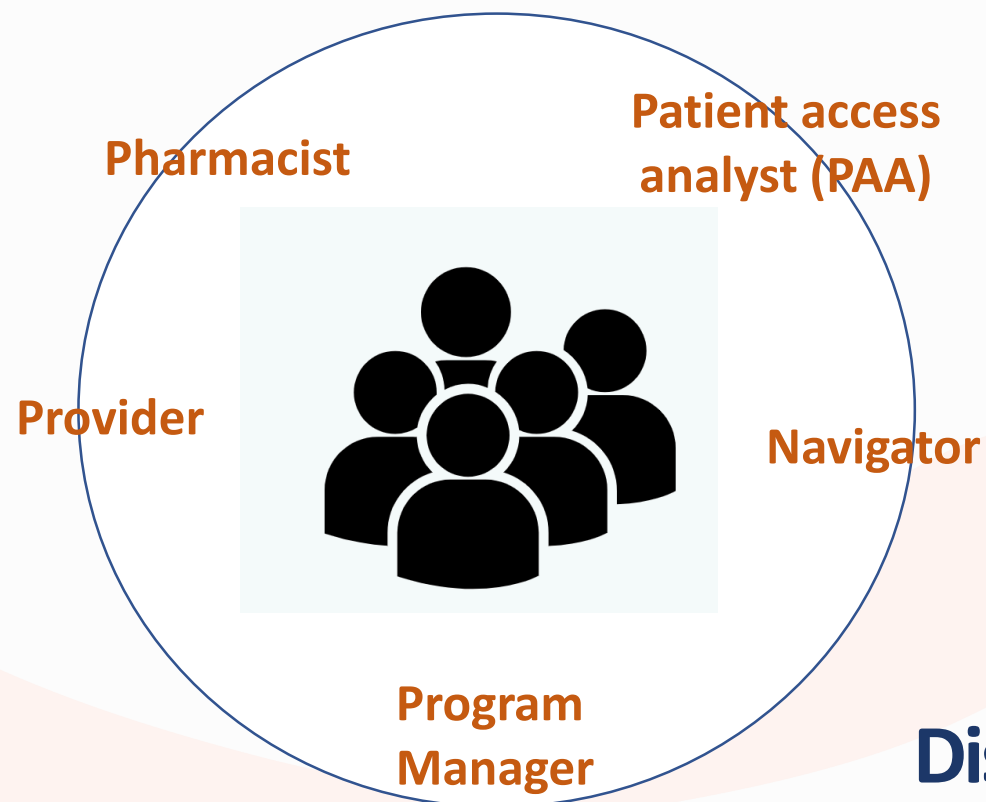 Patient access
analyst (PAA)
Pharmacist
Provider
Navigator
Program
Manager